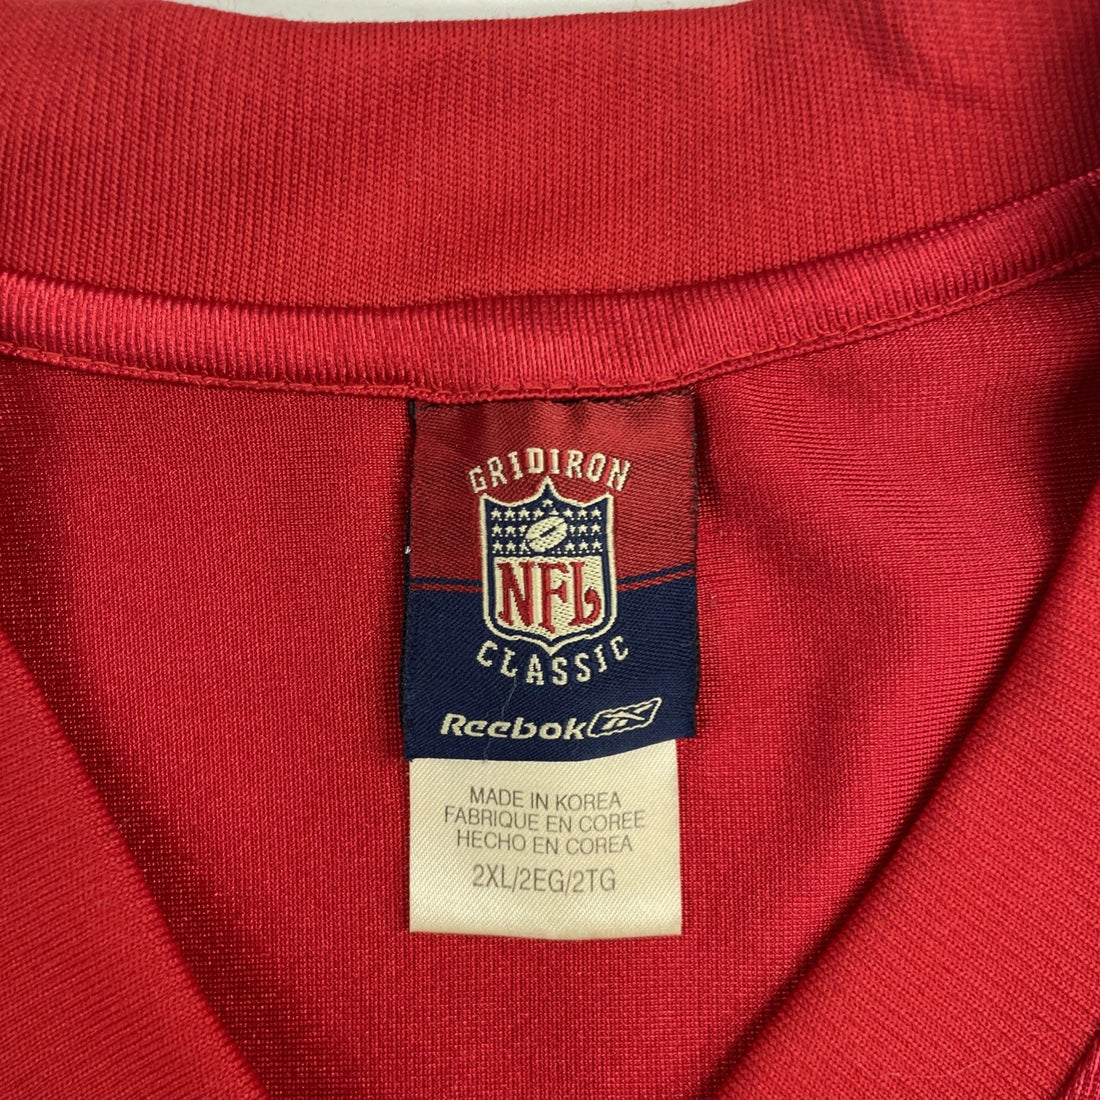 GRIDIRON
NFL
CLASSIC
Reebok
MADE IN KOREA
FABRIQUE EN COREE
HECHO EN COREA
2XL/2EG/2TG